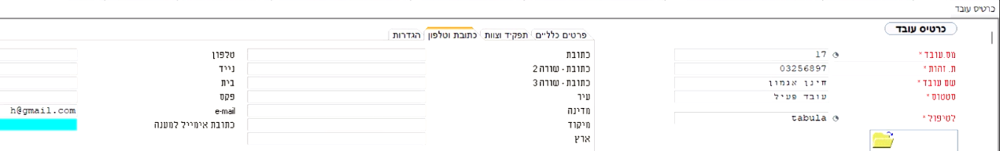 כרטיס עובד
כרטיס עובד
פרטים כלליים
תפקיד וצוות
כתובת וטלפון
הגדרות
מס.עובד * 17
ת. זהות * 03256897
שם עובד * חינן אגמון
סטטוס * עובד פעיל
לטיפול * tabula
כתובת
כתובת - שורה 2
כתובת - שורה 3
עיר
מדינה
מיקוד
ארץ
טלפון
נייד
בית
פקס
e-mail h@gmail.com
כתובת אימייל למענה